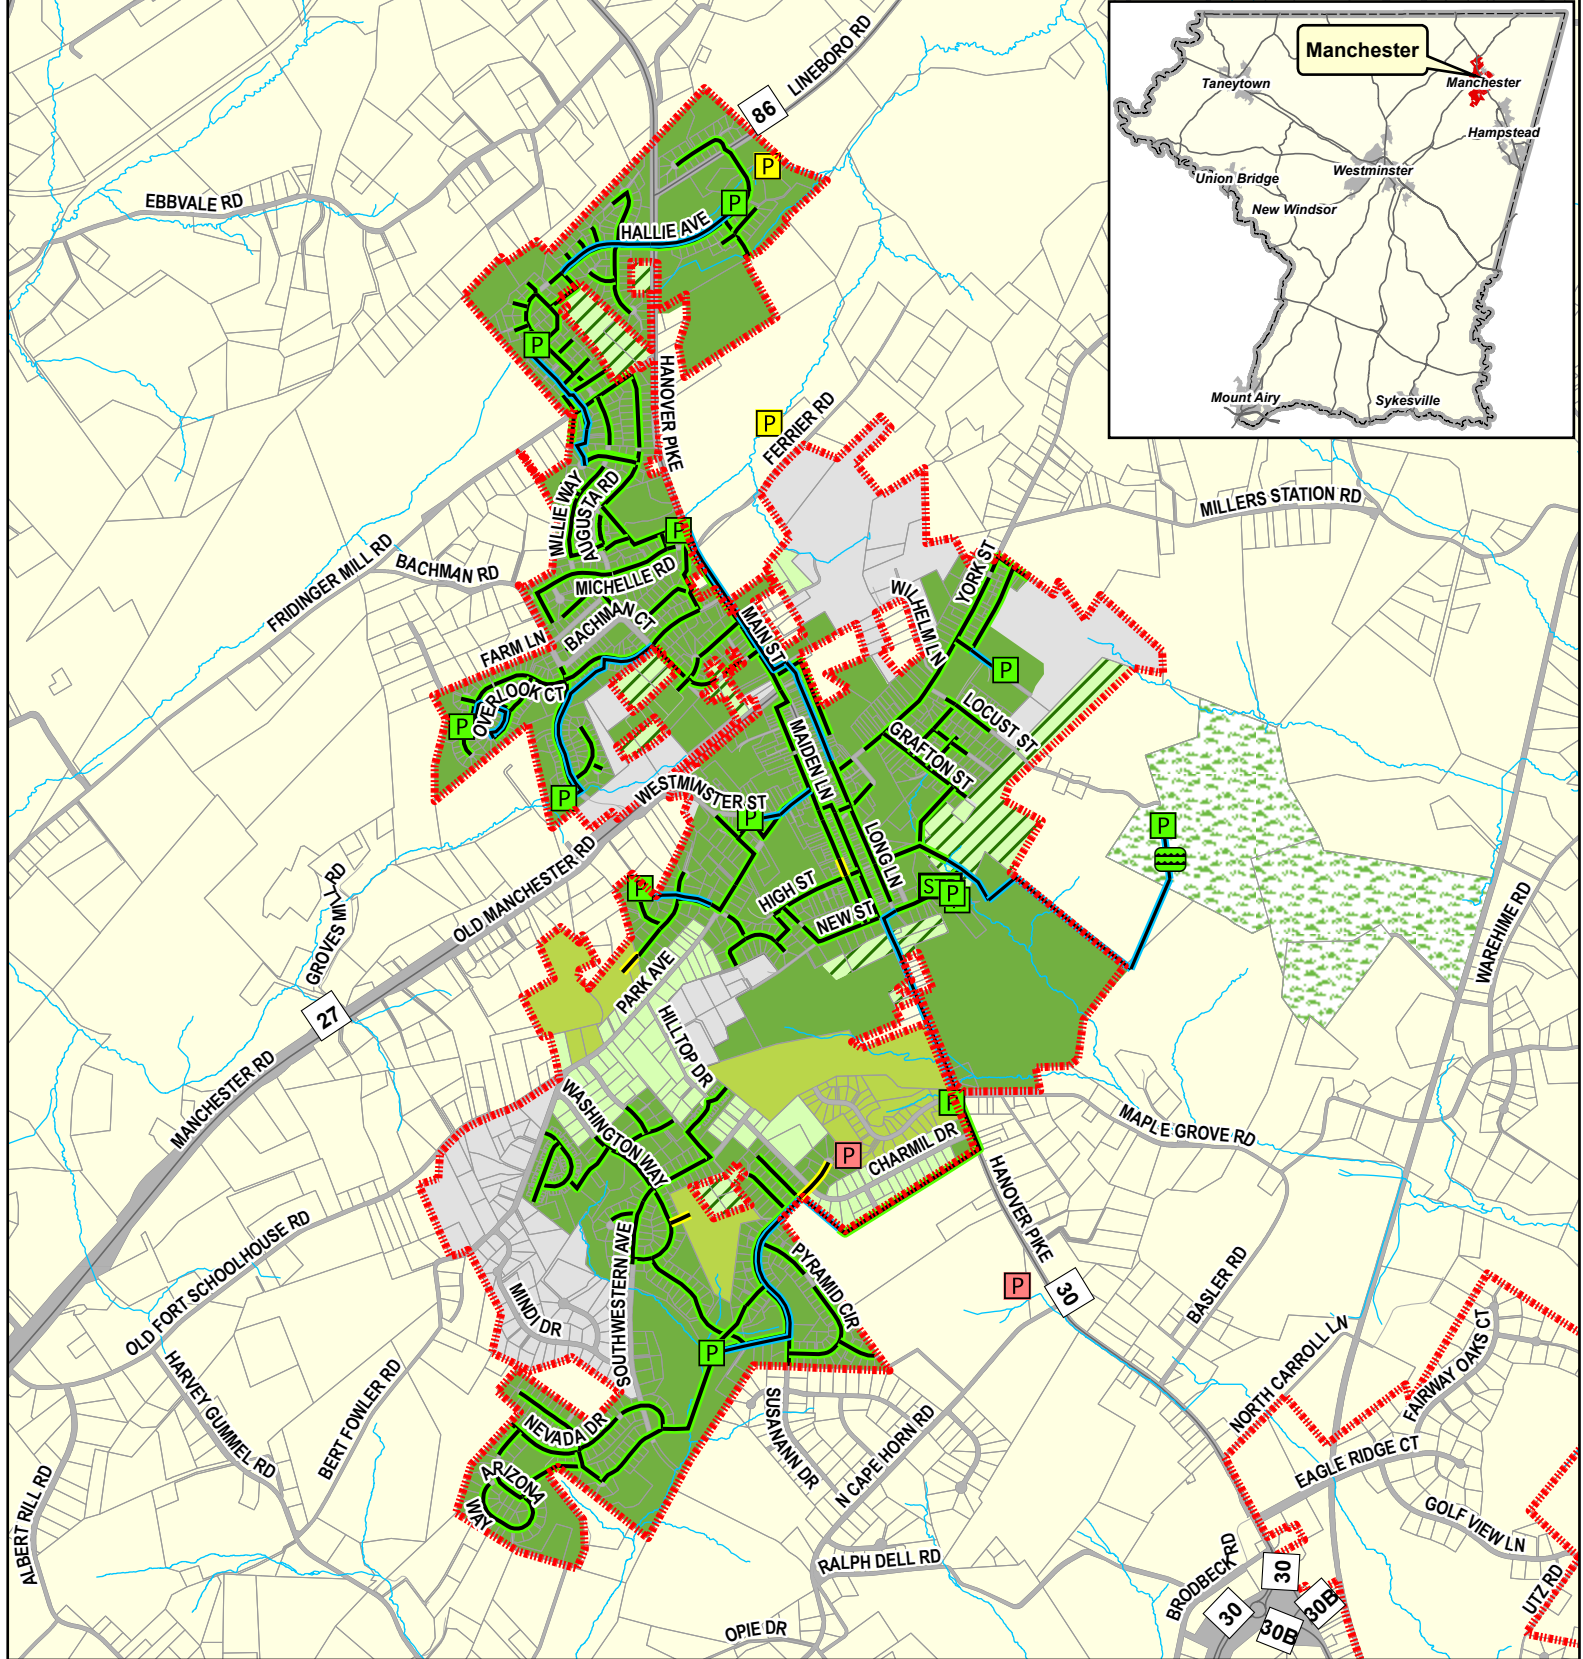 LINEBORO RD
86
P
EBBVALE RD
P
HALLIE AVE
P
HANOVER PIKE
P
FERRIER RD
MILLERS STATION RD
MILLIE WAY
AUGUSTA RD
P
FRIDINGER MILL RD
BACHMAN RD
MICHELLE RD
YORK ST
WILHELM LN
MAIN ST
BACHMAN CT
FARM LN
P
OVERLOOK CT
P
LOCUST ST
GRAFTON ST
MAIDEN LN
P
WESTMINSTER ST
P
P
LONG LN
OLD MANCHESTER RD
GROVES MILL RD
P
HIGH ST
NEW ST
P
WAREHIME RD
PARK AVE
27
HILLTOP DR
MANCHESTER RD
WASHINGTON WAY
P
MAPLE GROVE RD
P
CHARMIL DR
HANOVER PIKE
OLD FORT SCHOOLHOUSE RD
SOUTHWESTERN AVE
PYRAMID CIR
P
30
BASLER RD
MINDI DR
P
NORTH CARROLL LN
FAIRWAY OAKS CT
HARVEY GUMMEL RD
BERT FOWLER RD
SUSANANN DR
N CAPE HORN RD
NEVADA DR
EAGLE RIDGE CT
ARIZONA WAY
GOLF VIEW LN
ALBERT RILL RD
RALPH DELL RD
BRODBECK RD
30
30
30B
30B
UTZ RD
OPIE DR
Manchester
Taneytown
Manchester
Hampstead
Westminster
Union Bridge
New Windsor
Mount Airy
Sykesville